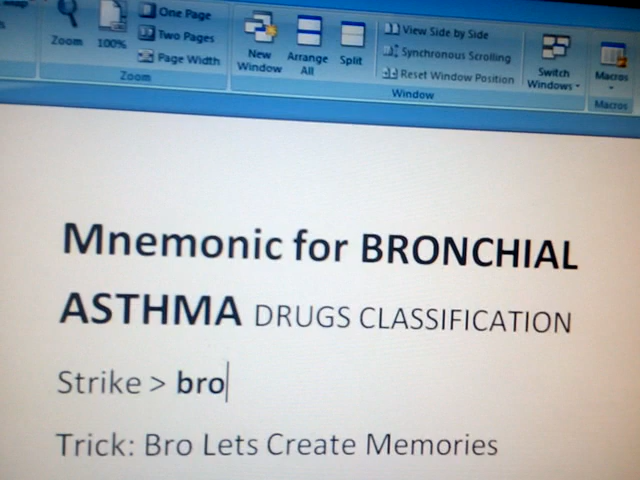 One Page
Two Pages
Page Width
Zoom
100%
Zoom
New Window
Arrange All
Split
View Side by Side
Synchronous Scrolling
Reset Window Position
Window
Switch Windows
Macros
Macros
Mnemonic for BRONCHIAL
ASTHMA DRUGS CLASSIFICATION
Strike > bro
Trick: Bro Lets Create Memories